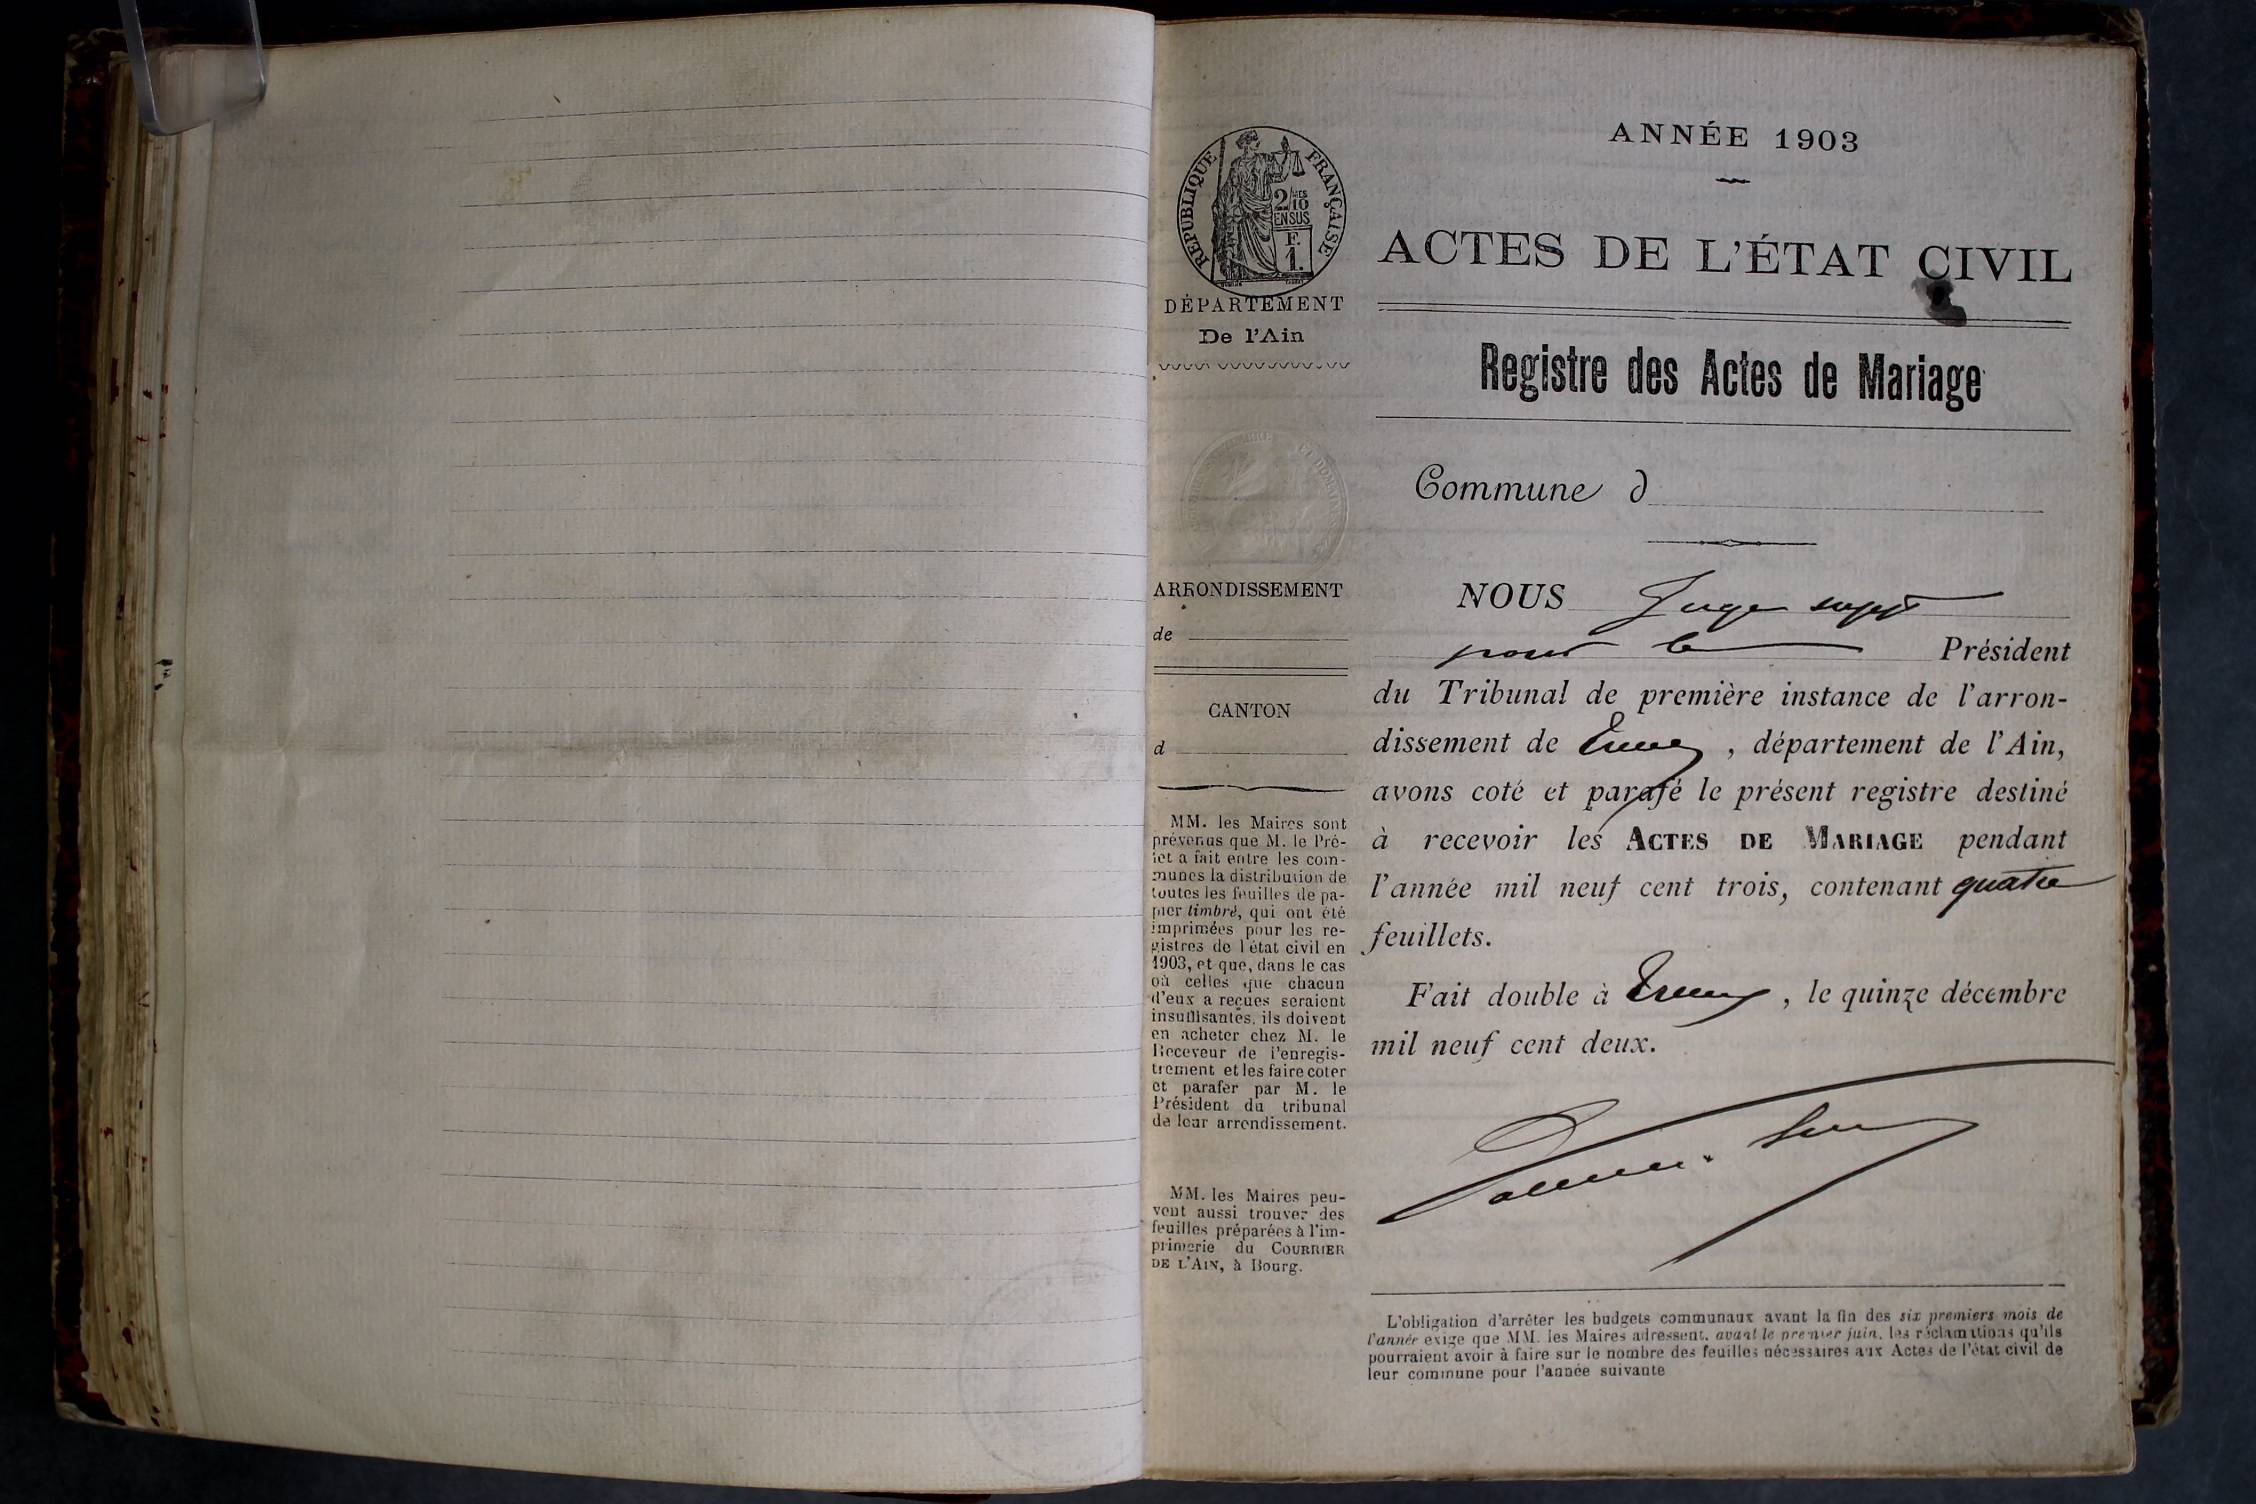 ANNÉE 1903
ACTES DE L'ÉTAT CIVIL
Registre des Actes de Mariage
Commune d
NOUS Juge suppt
pour le Président
du Tribunal de première instance de l'arron-
dissement de , département de l'Ain,
avons coté et parafé le présent registre destiné
à recevoir les ACTES DE MARIAGE pendant
l'année mil neuf cent trois, contenant quatre
feuillets.
Fait double à , le quinze décembre
mil neuf cent deux.
L'obligation d'arrêter les budgets communaux avant la fin des six premiers mois de
l'année exige que MM. les Maires adressent, avant le premier juin, les réclamations qu'ils
pourraient avoir à faire sur le nombre des feuilles nécessaires aux Actes de l'état civil de
leur commune pour l'année suivante
RÉPUBLIQUE FRANÇAISE
2/10 MES
EN SUS
F.
1.
DÉPARTEMENT
De l'Ain
ARRONDISSEMENT
de
CANTON
d
MM. les Maires sont
prévenus que M. le Pré-
fet a fait entre les com-
munes la distribution de
toutes les feuilles de pa-
pier timbré, qui ont été
imprimées pour les re-
gistres de l'état civil en
1903, et que, dans le cas
où celles que chacun
d'eux a reçues seraient
insuffisantes, ils doivent
en acheter chez M. le
Receveur de l'enregis-
trement et les faire coter
et parafer par M. le
Président du tribunal
de leur arrondissement.
MM. les Maires peu-
vent aussi trouver des
feuilles préparées à l'im-
primerie du COURRIER
DE L'AIN, à Bourg.